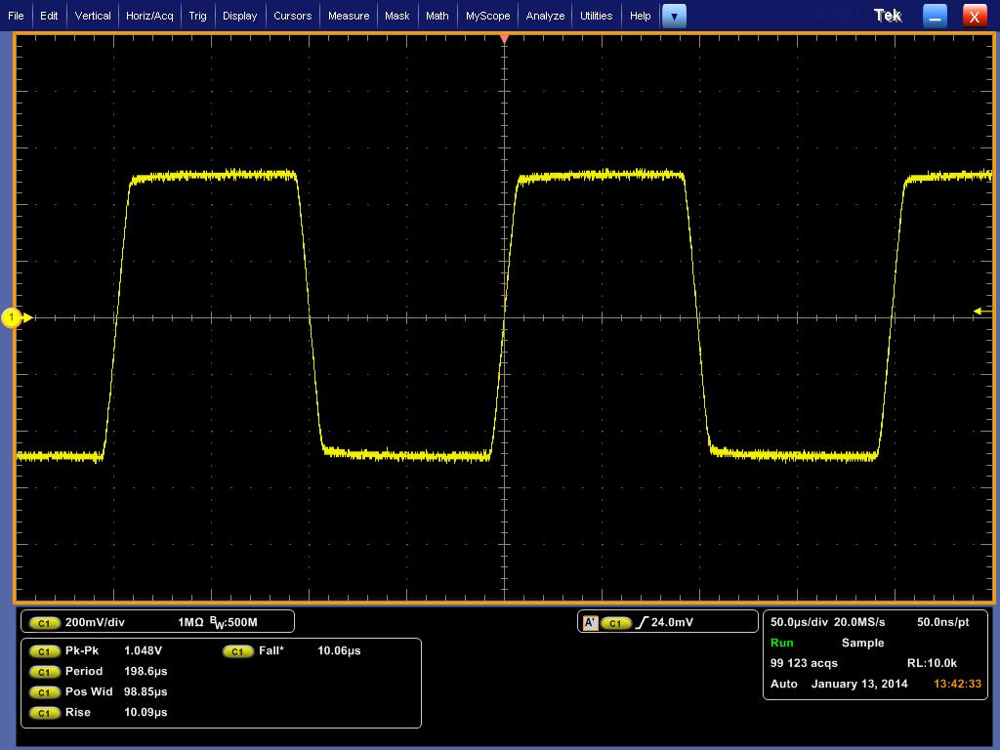 File Edit Vertical Horiz/Acq Trig Display Cursors Measure Mask Math MyScope Analyze Utilities Help Tek X
1
C1 200mV/div 1MΩ BW:500M
A' C1 24.0mV
50.0µs/div 20.0MS/s 50.0ns/pt
Run Sample
99 123 acqs RL:10.0k
Auto January 13, 2014 13:42:33
C1 Pk-Pk 1.048V C1 Fall* 10.06µs
C1 Period 198.6µs
C1 Pos Wid 98.85µs
C1 Rise 10.09µs